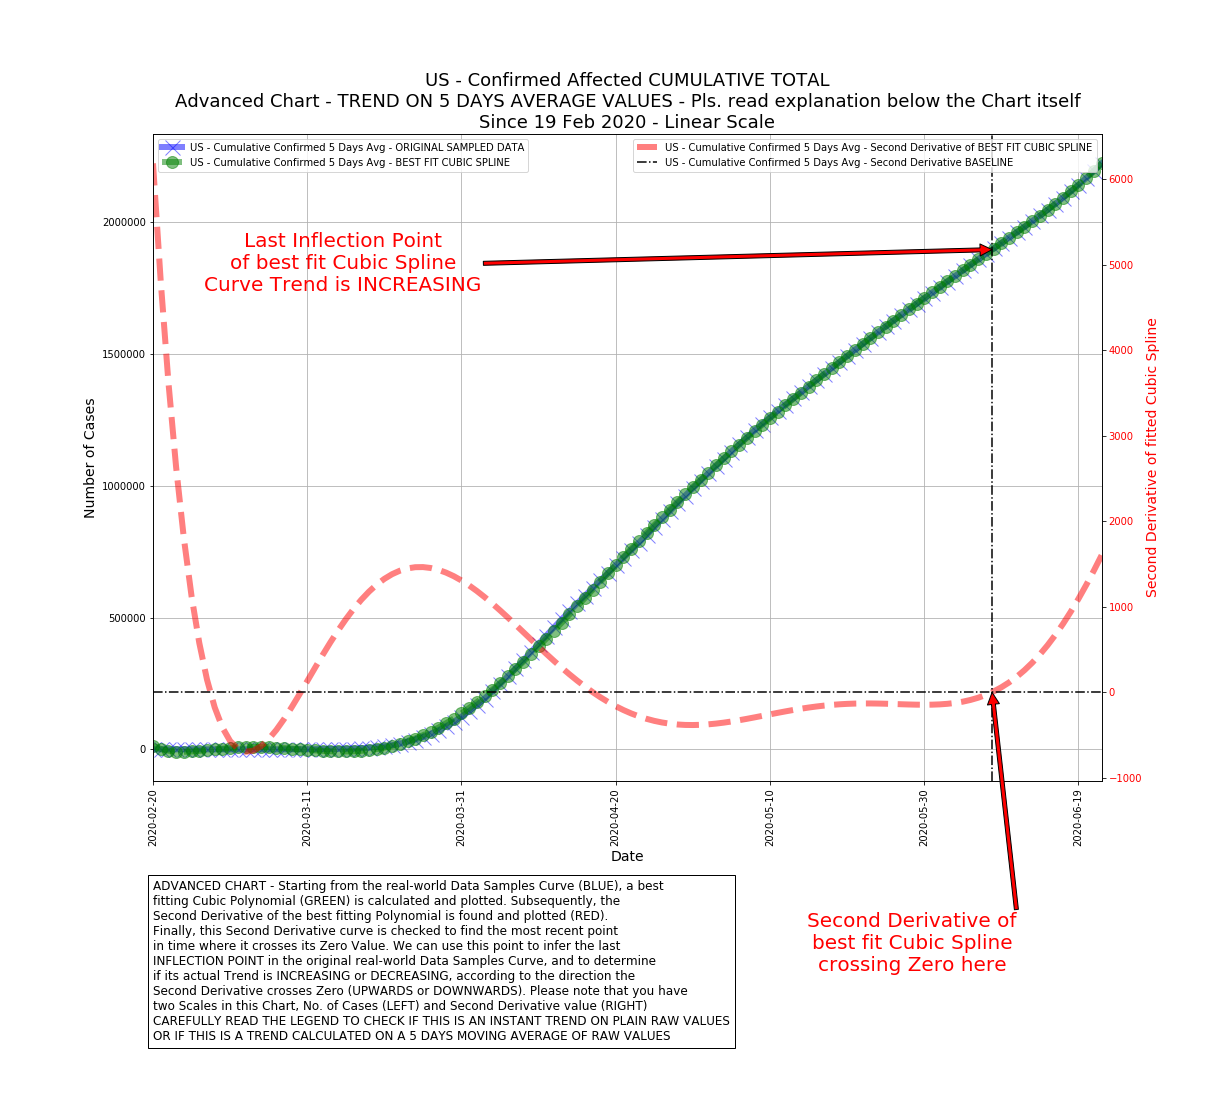 US - Confirmed Affected CUMULATIVE TOTAL
Advanced Chart - TREND ON 5 DAYS AVERAGE VALUES - Pls. read explanation below the Chart itself
Since 19 Feb 2020 - Linear Scale
US - Cumulative Confirmed 5 Days Avg - ORIGINAL SAMPLED DATA
US - Cumulative Confirmed 5 Days Avg - BEST FIT CUBIC SPLINE
US - Cumulative Confirmed 5 Days Avg - Second Derivative of BEST FIT CUBIC SPLINE
US - Cumulative Confirmed 5 Days Avg - Second Derivative BASELINE
Last Inflection Point
of best fit Cubic Spline
Curve Trend is INCREASING
Number of Cases
2000000
1500000
1000000
500000
0
6000
5000
4000
3000
2000
1000
0
−1000
Second Derivative of fitted Cubic Spline
2020-02-20
2020-03-11
2020-03-31
2020-04-20
2020-05-10
2020-05-30
2020-06-19
Date
ADVANCED CHART - Starting from the real-world Data Samples Curve (BLUE), a best
fitting Cubic Polynomial (GREEN) is calculated and plotted. Subsequently, the
Second Derivative of the best fitting Polynomial is found and plotted (RED).
Finally, this Second Derivative curve is checked to find the most recent point
in time where it crosses its Zero Value. We can use this point to infer the last
INFLECTION POINT in the original real-world Data Samples Curve, and to determine
if its actual Trend is INCREASING or DECREASING, according to the direction the
Second Derivative crosses Zero (UPWARDS or DOWNWARDS). Please note that you have
two Scales in this Chart, No. of Cases (LEFT) and Second Derivative value (RIGHT)
CAREFULLY READ THE LEGEND TO CHECK IF THIS IS AN INSTANT TREND ON PLAIN RAW VALUES
OR IF THIS IS A TREND CALCULATED ON A 5 DAYS MOVING AVERAGE OF RAW VALUES
Second Derivative of
best fit Cubic Spline
crossing Zero here